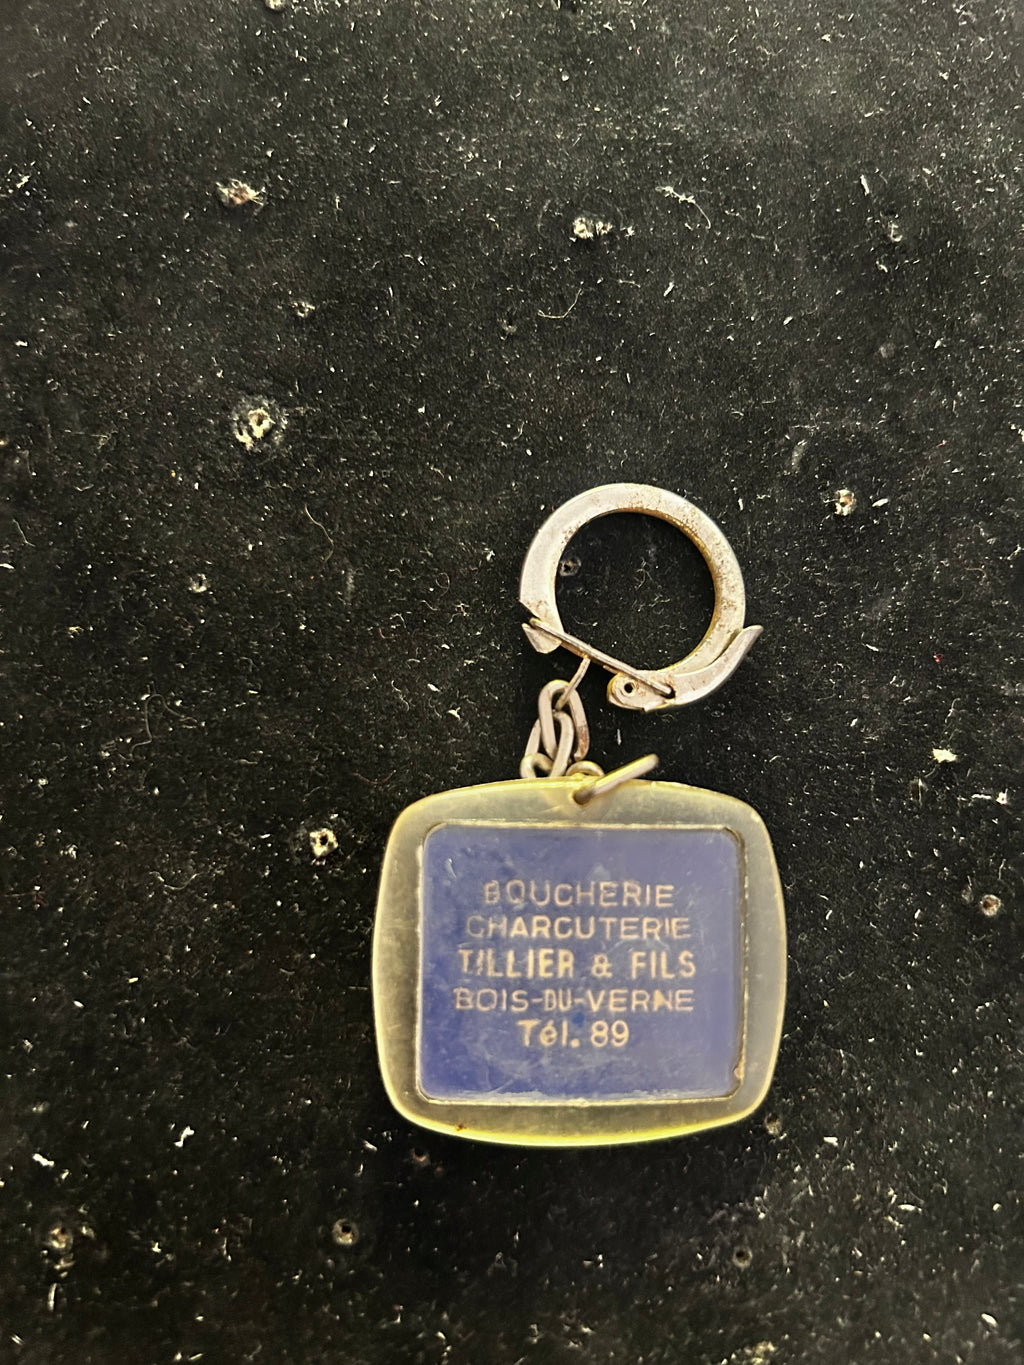 BOUCHERIE
CHARCUTERIE
TILLIER & FILS
BOIS-DU-VERNE
Tél. 89